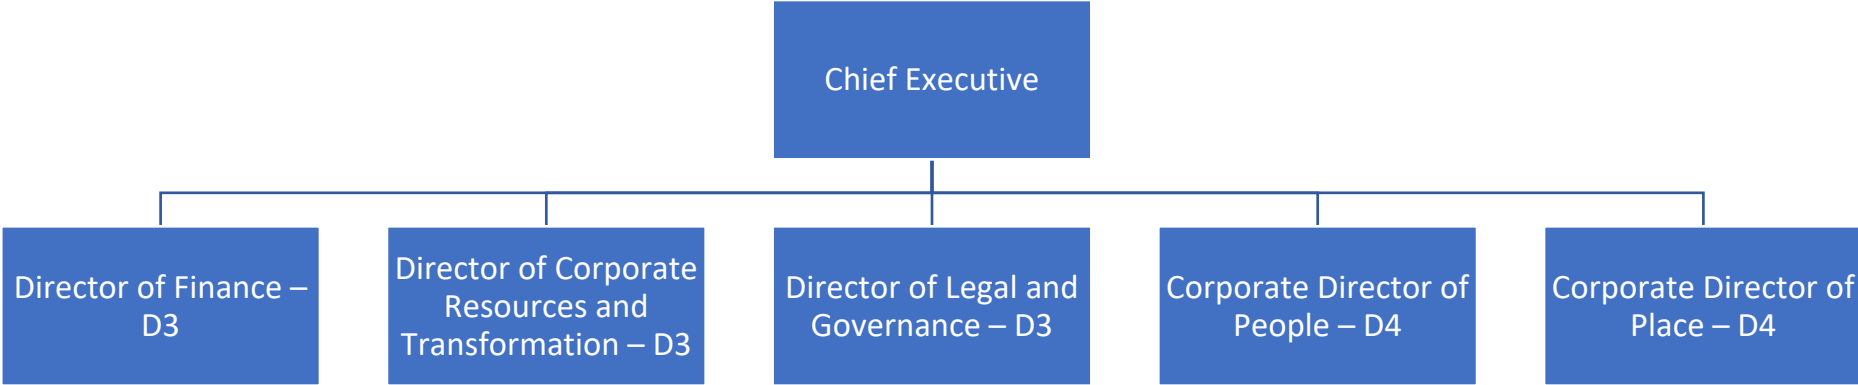 Chief Executive
Director of Finance –
D3
Director of Corporate
Resources and
Transformation – D3
Director of Legal and
Governance – D3
Corporate Director of
People – D4
Corporate Director of
Place – D4